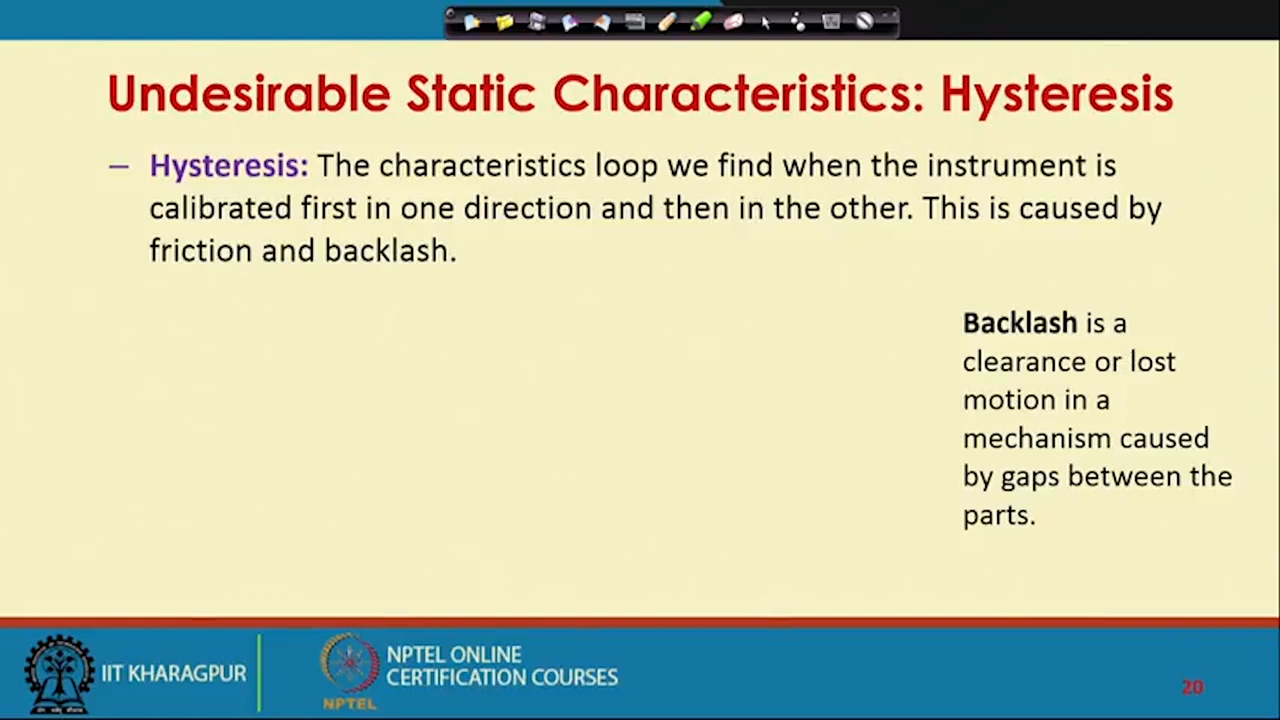 Undesirable Static Characteristics: Hysteresis
– Hysteresis: The characteristics loop we find when the instrument is
calibrated first in one direction and then in the other. This is caused by
friction and backlash.
Backlash is a
clearance or lost
motion in a
mechanism caused
by gaps between the
parts.
IIT KHARAGPUR
NPTEL
NPTEL ONLINE
CERTIFICATION COURSES
20